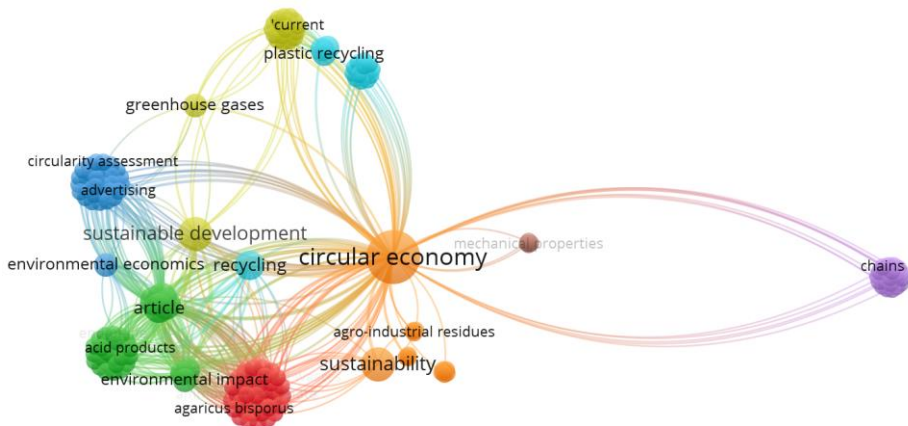 'current
plastic recycling
greenhouse gases
circularity assessment
advertising
sustainable development
circular economy
mechanical properties
environmental economics
recycling
chains
article
agro-industrial residues
acid products
sustainability
environmental impact
agaricus bisporus